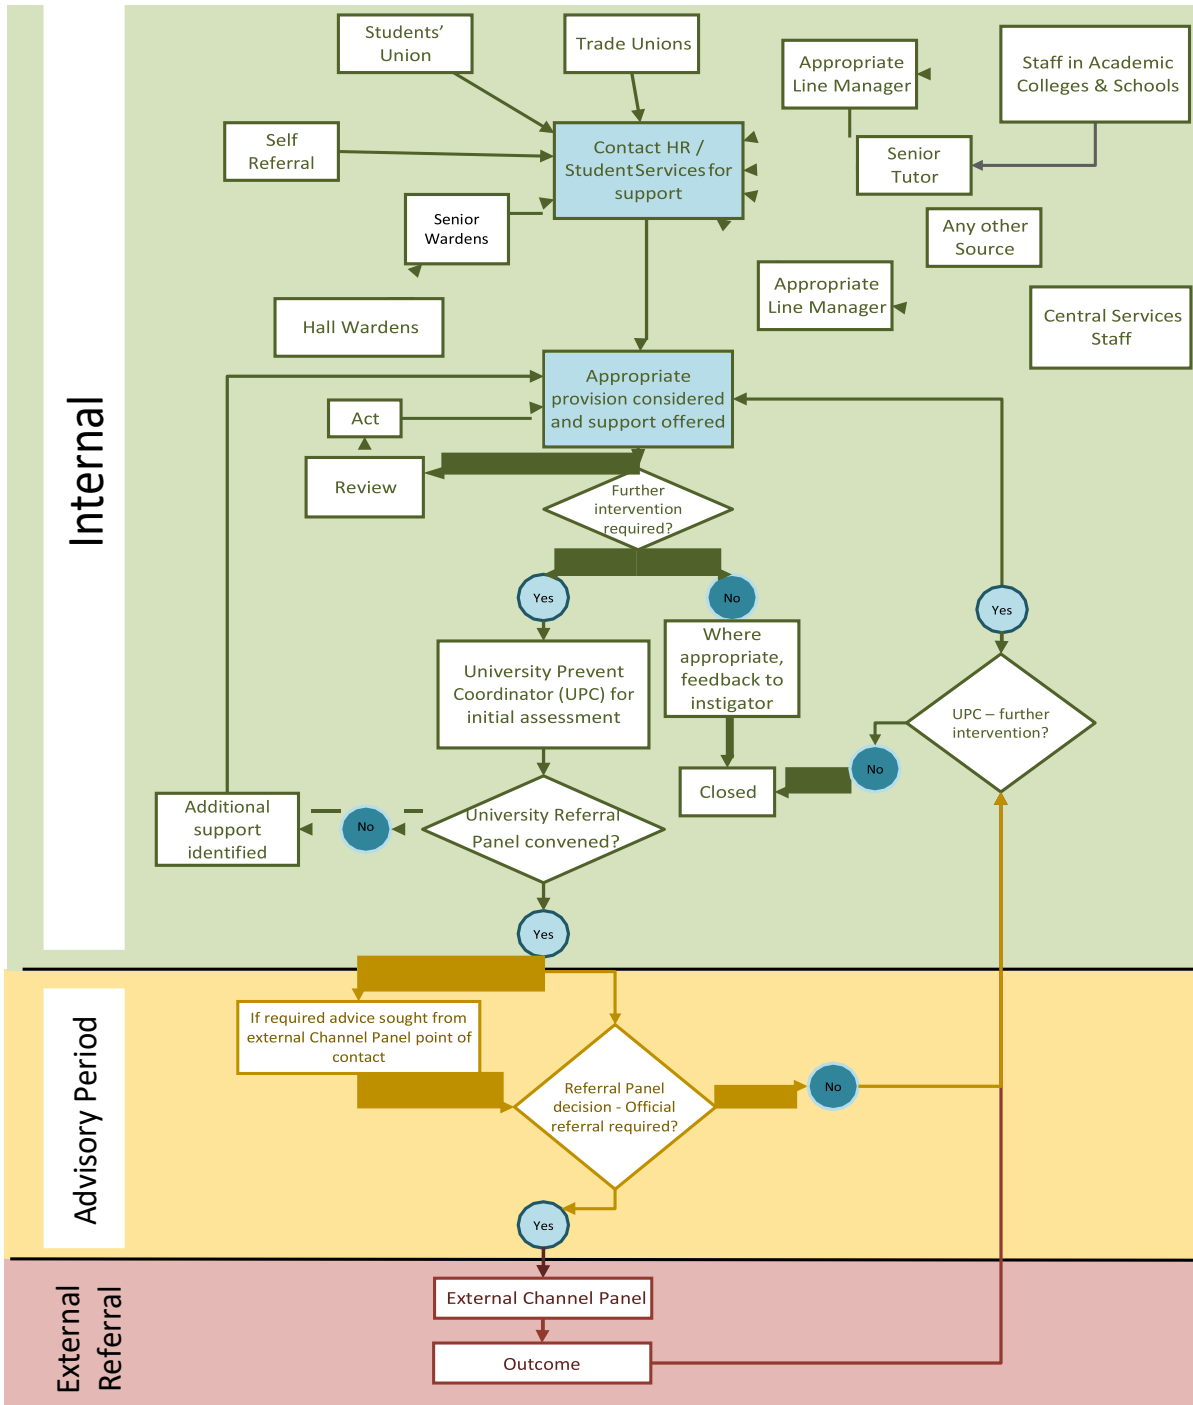 Students’
Union
Trade Unions
Appropriate
Line Manager
Staff in Academic
Colleges & Schools
Self
Referral
Contact HR /
Student Services for
support
Senior
Tutor
Senior
Wardens
Any other
Source
Appropriate
Line Manager
Hall Wardens
Central Services
Staff
Internal
Appropriate
provision considered
and support offered
Act
Review
Further
intervention
required?
Yes
No
Yes
Where
appropriate,
feedback to
instigator
University Prevent
Coordinator (UPC) for
initial assessment
UPC – further
intervention?
No
Closed
Additional
support
identified
No
University Referral
Panel convened?
Yes
Advisory Period
If required advice sought from
external Channel Panel point of
contact
Referral Panel
decision - Official
referral required?
No
Yes
External
Referral
External Channel Panel
Outcome